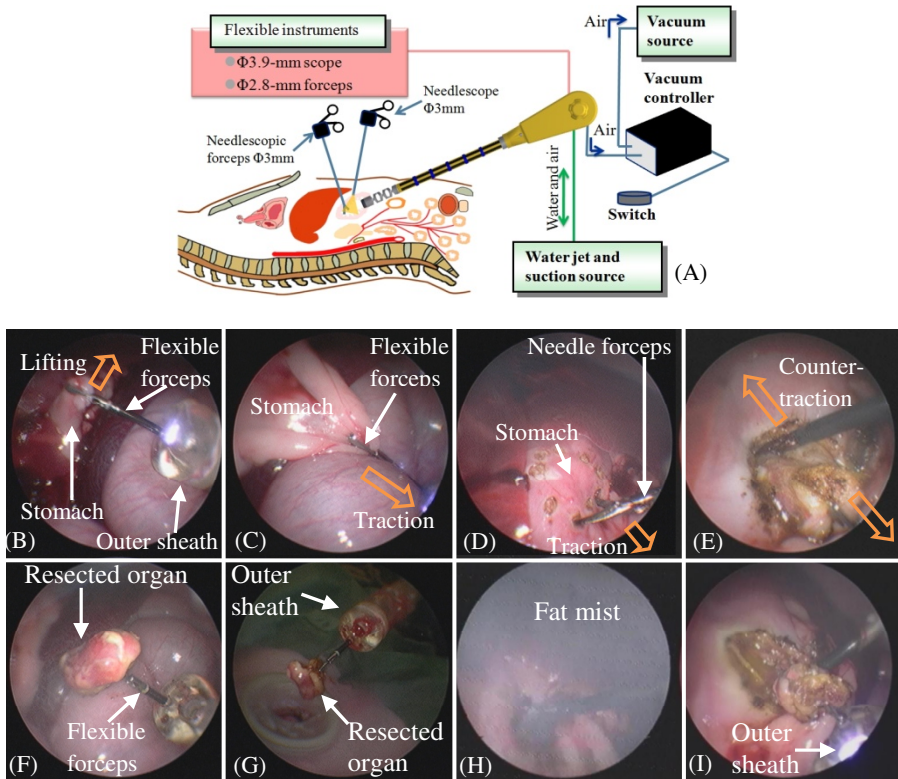 Flexible instruments
Φ3.9-mm scope
Φ2.8-mm forceps
Needlescope
Φ3mm
Needlescopic
forceps Φ3mm
Air
Vacuum
source
Vacuum
controller
Air
Water and air
Switch
Water jet and
suction source
(A)
Lifting
Flexible
forceps
Stomach
Outer sheath
(B)
Flexible
forceps
Stomach
Traction
(C)
Needle forceps
Stomach
Traction
(D)
Counter-
traction
(E)
Resected organ
Flexible
forceps
(F)
Outer
sheath
Resected
organ
(G)
Fat mist
(H)
Outer
sheath
(I)